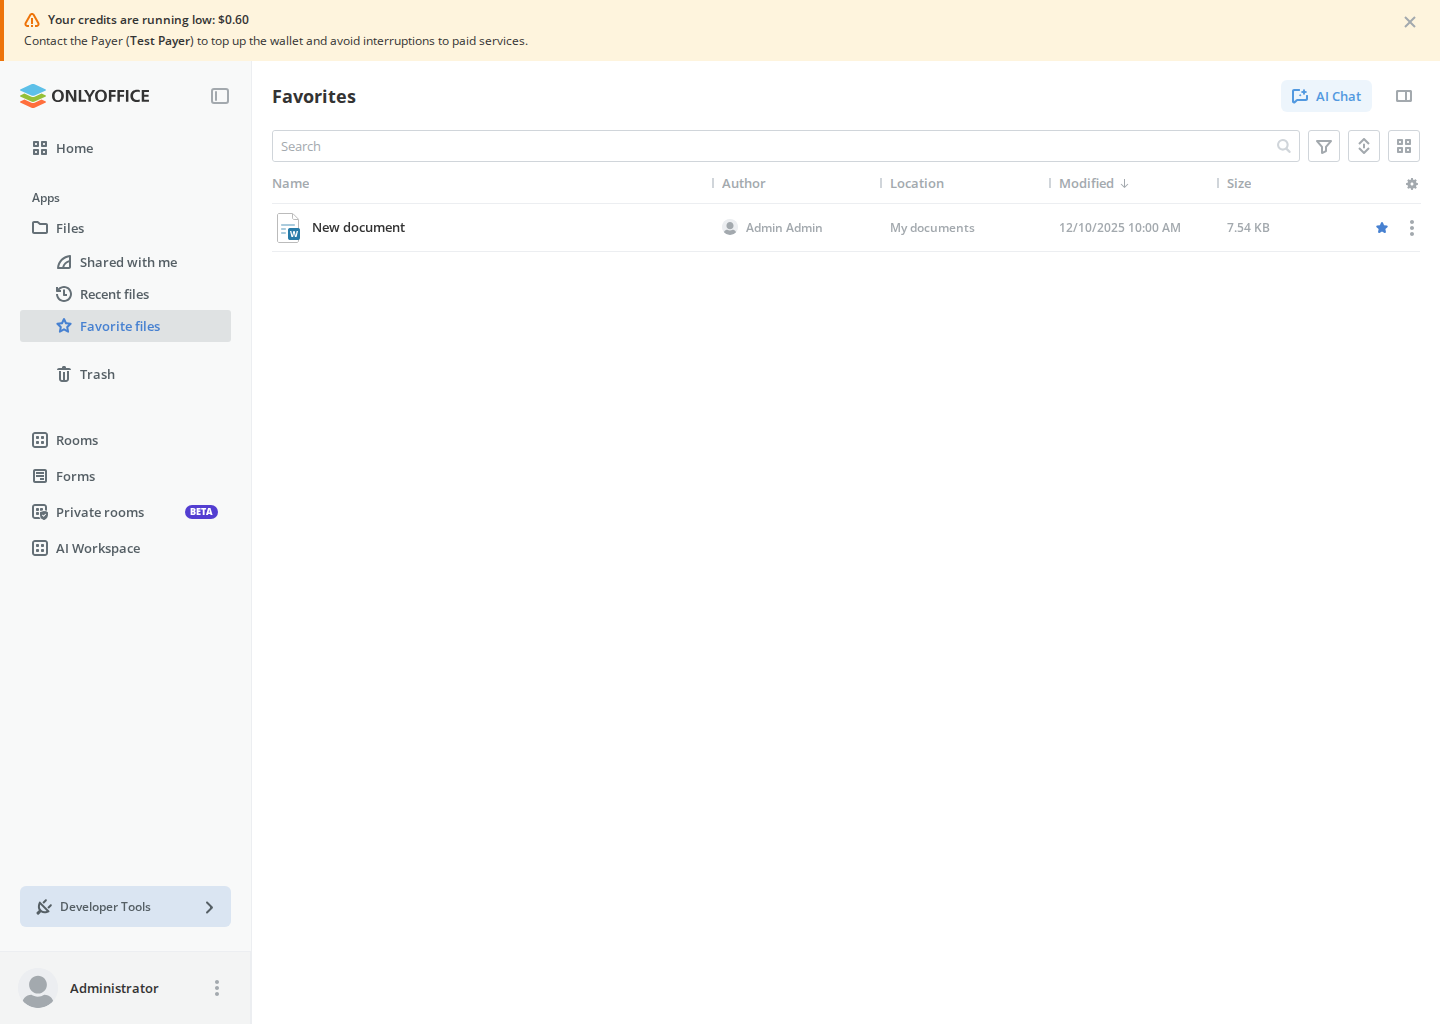 Your credits are running low: $0.60
Contact the Payer (Test Payer) to top up the wallet and avoid interruptions to paid services.
ONLYOFFICE
Home
Apps
Files
Shared with me
Recent files
Favorite files
Trash
Rooms
Forms
Private rooms BETA
AI Workspace
Developer Tools
Administrator
Favorites
AI Chat
Search
Name Author Location Modified Size
W New document Admin Admin My documents 12/10/2025 10:00 AM 7.54 KB